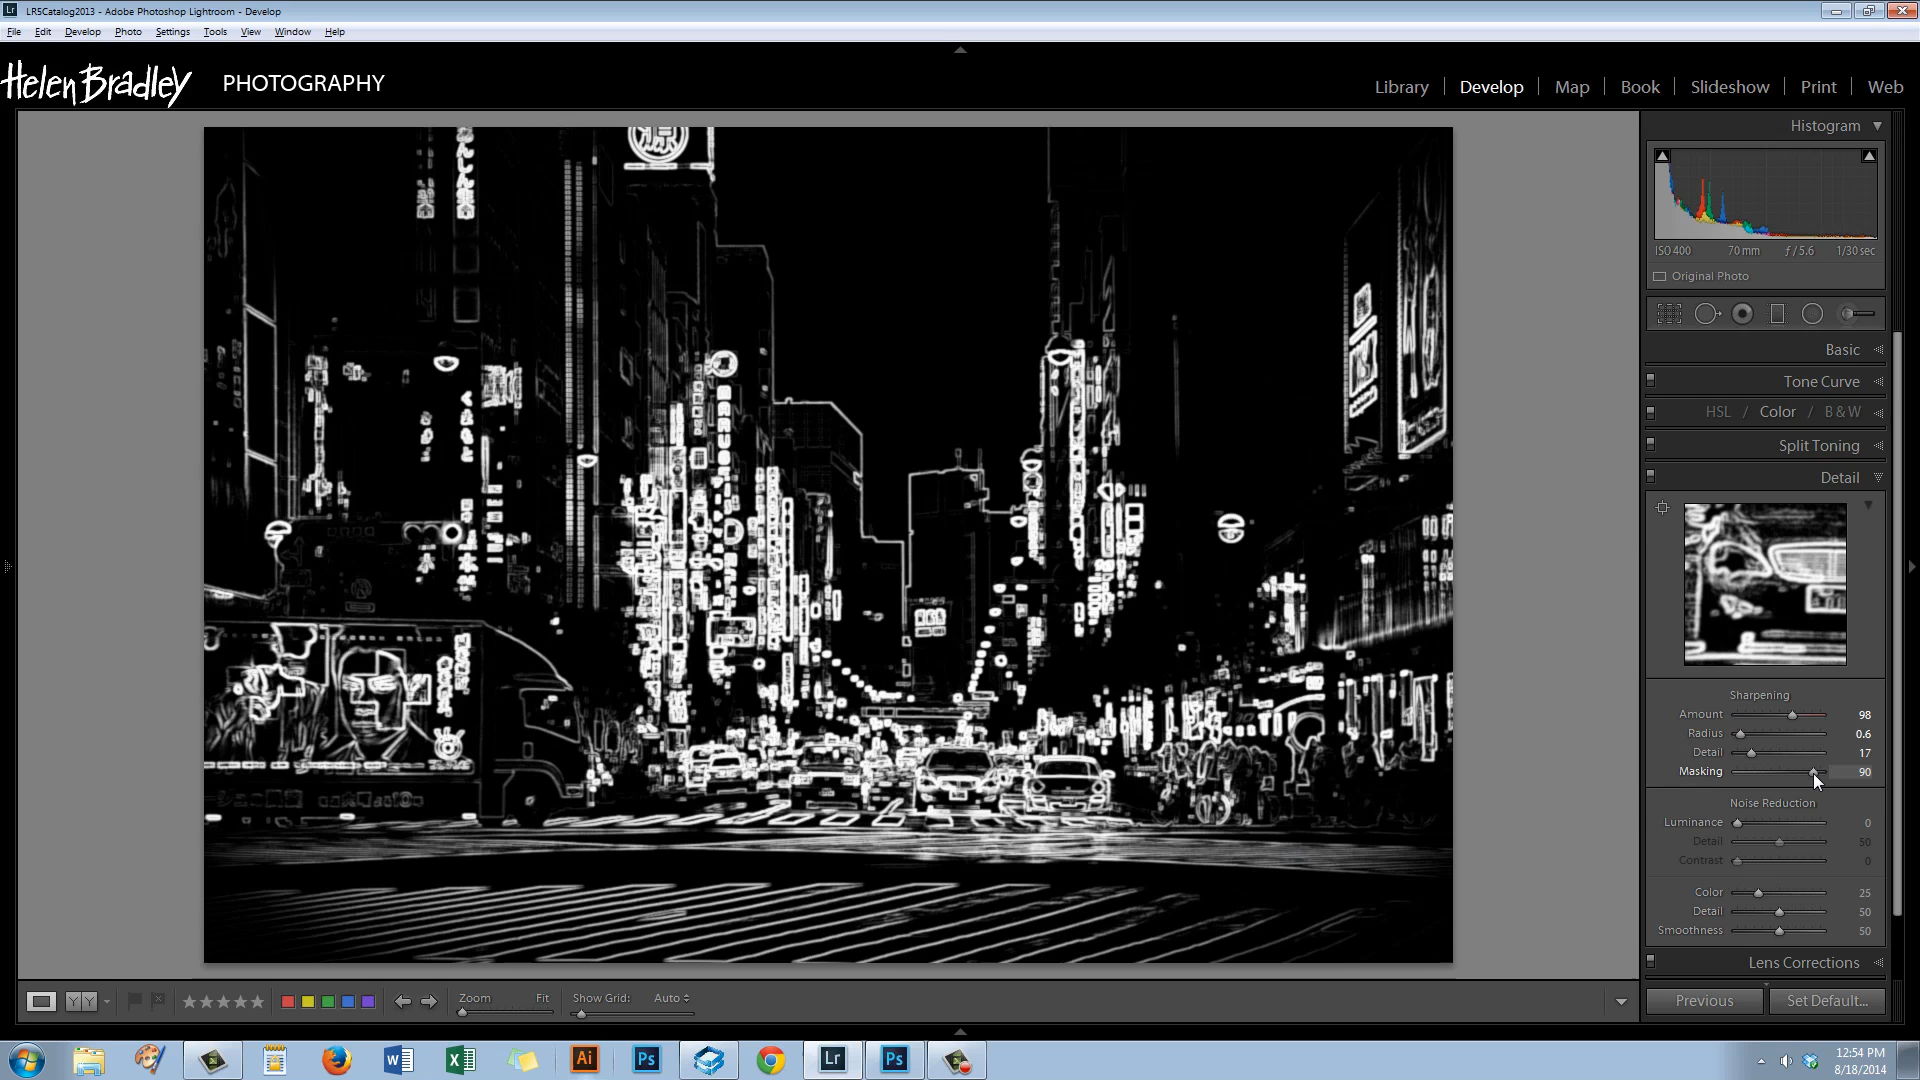 LR5Catalog2013 - Adobe Photoshop Lightroom - Develop
File Edit Develop Photo Settings Tools View Window Help
Helen Bradley PHOTOGRAPHY
Library | Develop | Map | Book | Slideshow | Print | Web
Histogram
ISO 400 70 mm ƒ / 5.6 1/30 sec
Original Photo
Basic
Tone Curve
HSL / Color / B & W
Split Toning
Detail
Sharpening
Amount 98
Radius 0.6
Detail 17
Masking 90
Noise Reduction
Luminance 0
Detail 50
Contrast 0
Color 25
Detail 50
Smoothness 50
Lens Corrections
Previous Set Default...
Y Y Zoom Fit Show Grid: Auto
Ai Ps Lr Ps
12:54 PM
8/18/2014